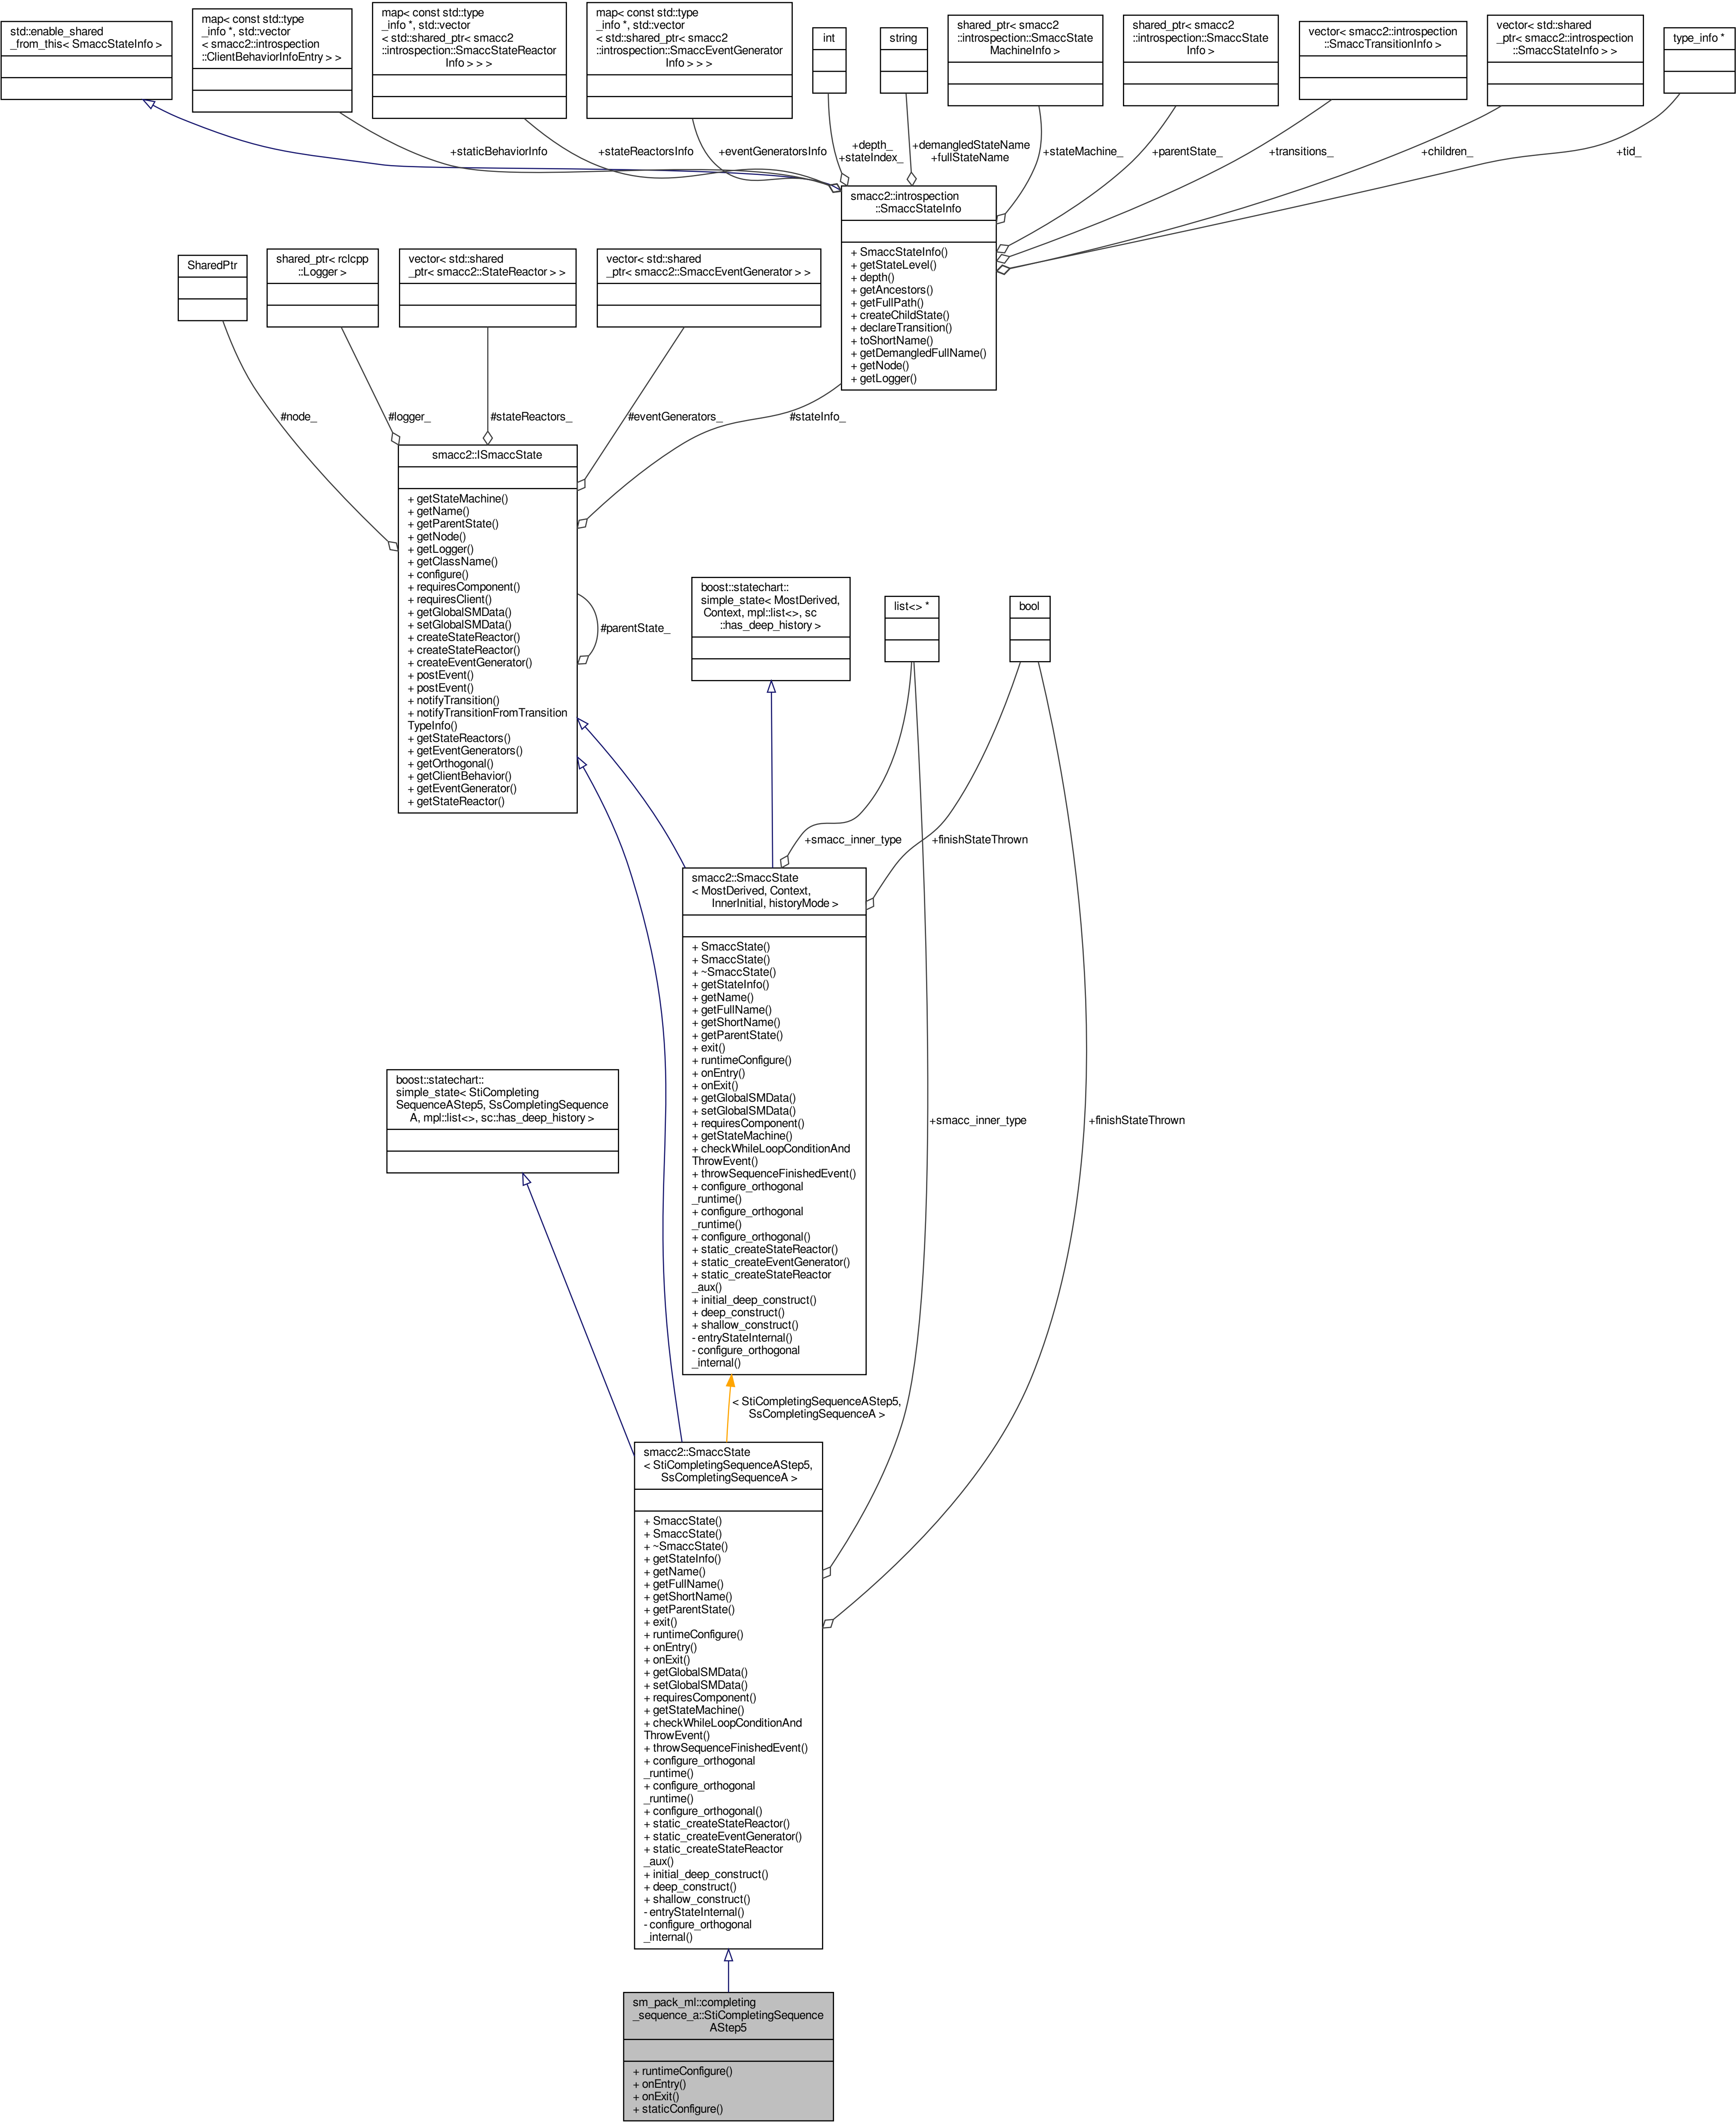 std::enable_shared
_from_this< SmaccStateInfo >
map< const std::type
_info *, std::vector
< smacc2::introspection
::ClientBehaviorInfoEntry > >
map< const std::type
_info *, std::vector
< std::shared_ptr< smacc2
::introspection::SmaccStateReactor
Info > > >
map< const std::type
_info *, std::vector
< std::shared_ptr< smacc2
::introspection::SmaccEventGenerator
Info > > >
int
string
shared_ptr< smacc2
::introspection::SmaccState
MachineInfo >
shared_ptr< smacc2
::introspection::SmaccState
Info >
vector< smacc2::introspection
::SmaccTransitionInfo >
vector< std::shared
_ptr< smacc2::introspection
::SmaccStateInfo > >
type_info *
+staticBehaviorInfo
+stateReactorsInfo
+eventGeneratorsInfo
+depth_
+stateIndex_
+demangledStateName
+fullStateName
+stateMachine_
+parentState_
+transitions_
+children_
+tid_
smacc2::introspection
::SmaccStateInfo
+ SmaccStateInfo()
+ getStateLevel()
+ depth()
+ getAncestors()
+ getFullPath()
+ createChildState()
+ declareTransition()
+ toShortName()
+ getDemangledFullName()
+ getNode()
+ getLogger()
SharedPtr
shared_ptr< rclcpp
::Logger >
vector< std::shared
_ptr< smacc2::StateReactor > >
vector< std::shared
_ptr< smacc2::SmaccEventGenerator > >
#node_
#logger_
#stateReactors_
#eventGenerators_
#stateInfo_
smacc2::ISmaccState
+ getStateMachine()
+ getName()
+ getParentState()
+ getNode()
+ getLogger()
+ getClassName()
+ configure()
+ requiresComponent()
+ requiresClient()
+ getGlobalSMData()
+ setGlobalSMData()
+ createStateReactor()
+ createStateReactor()
+ createEventGenerator()
+ postEvent()
+ postEvent()
+ notifyTransition()
+ notifyTransitionFromTransition
TypeInfo()
+ getStateReactors()
+ getEventGenerators()
+ getOrthogonal()
+ getClientBehavior()
+ getEventGenerator()
+ getStateReactor()
#parentState_
boost::statechart::
simple_state< MostDerived,
Context, mpl::list<>, sc
::has_deep_history >
list<> *
bool
+smacc_inner_type
+finishStateThrown
smacc2::SmaccState
< MostDerived, Context,
InnerInitial, historyMode >
+ SmaccState()
+ SmaccState()
+ ~SmaccState()
+ getStateInfo()
+ getName()
+ getFullName()
+ getShortName()
+ getParentState()
+ exit()
+ runtimeConfigure()
+ onEntry()
+ onExit()
+ getGlobalSMData()
+ setGlobalSMData()
+ requiresComponent()
+ getStateMachine()
+ checkWhileLoopConditionAnd
ThrowEvent()
+ throwSequenceFinishedEvent()
+ configure_orthogonal
_runtime()
+ configure_orthogonal
_runtime()
+ configure_orthogonal()
+ static_createStateReactor()
+ static_createEventGenerator()
+ static_createStateReactor
_aux()
+ initial_deep_construct()
+ deep_construct()
+ shallow_construct()
- entryStateInternal()
- configure_orthogonal
_internal()
boost::statechart::
simple_state< StiCompleting
SequenceAStep5, SsCompletingSequence
A, mpl::list<>, sc::has_deep_history >
+smacc_inner_type
+finishStateThrown
< StiCompletingSequenceAStep5,
SsCompletingSequenceA >
smacc2::SmaccState
< StiCompletingSequenceAStep5,
SsCompletingSequenceA >
+ SmaccState()
+ SmaccState()
+ ~SmaccState()
+ getStateInfo()
+ getName()
+ getFullName()
+ getShortName()
+ getParentState()
+ exit()
+ runtimeConfigure()
+ onEntry()
+ onExit()
+ getGlobalSMData()
+ setGlobalSMData()
+ requiresComponent()
+ getStateMachine()
+ checkWhileLoopConditionAnd
ThrowEvent()
+ throwSequenceFinishedEvent()
+ configure_orthogonal
_runtime()
+ configure_orthogonal
_runtime()
+ configure_orthogonal()
+ static_createStateReactor()
+ static_createEventGenerator()
+ static_createStateReactor
_aux()
+ initial_deep_construct()
+ deep_construct()
+ shallow_construct()
- entryStateInternal()
- configure_orthogonal
_internal()
sm_pack_ml::completing
_sequence_a::StiCompletingSequence
AStep5
+ runtimeConfigure()
+ onEntry()
+ onExit()
+ staticConfigure()